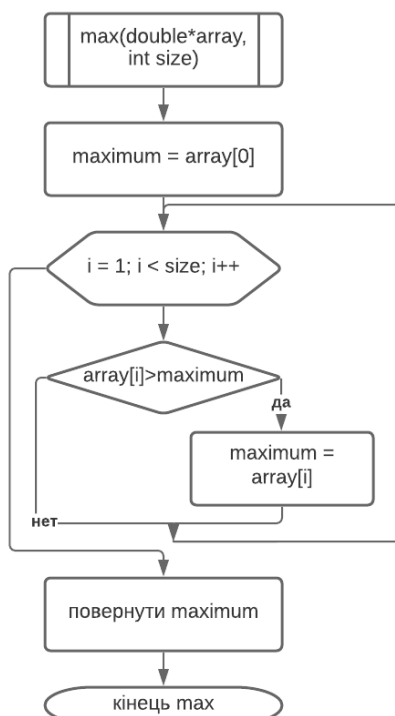 max(double*array,
int size)
maximum = array[0]
i = 1; i < size; i++
array[i]>maximum
да
maximum =
array[i]
нет
повернути maximum
кінець max